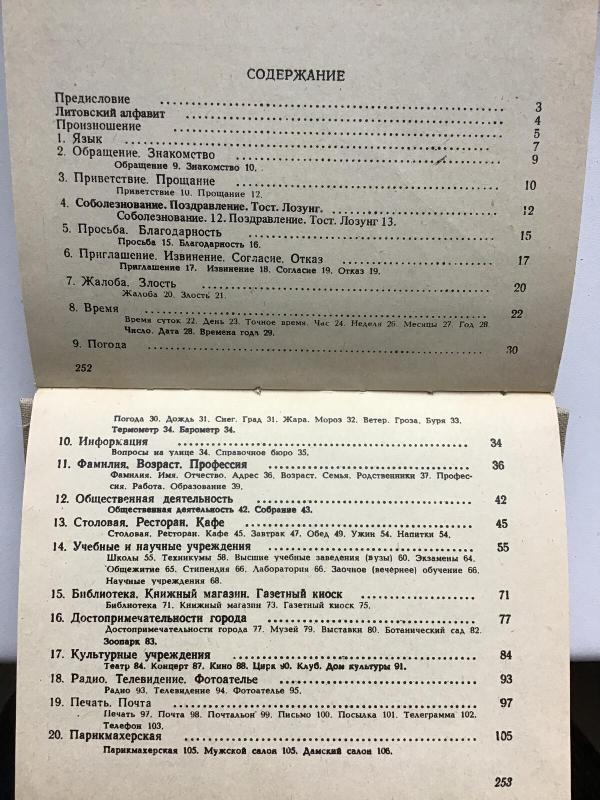 СОДЕРЖАНИЕ
Предисловие 3
Литовский алфавит 4
Произношение 5
1. Язык 7
2. Обращение. Знакомство 9
Обращение 9. Знакомство 10.
3. Приветствие. Прощание 10
Приветствие 10. Прощание 12.
4. Соболезнование. Поздравление. Тост. Лозунг. 12
Соболезнование. 12. Поздравление. Тост. Лозунг 13.
5. Просьба. Благодарность 15
Просьба 15. Благодарность 16.
6. Приглашение. Извинение. Согласие. Отказ 17
Приглашение 17. Извинение 18. Согласие 19. Отказ 19.
7. Жалоба. Злость 20
Жалоба 20. Злость 21.
8. Время 22
Время суток 22. День 23. Точное время. Час 24. Неделя 26. Месяцы 27. Год 28.
Число. Дата 28. Времена года 29.
9. Погода 30
252
Погода 30. Дождь 31. Снег. Град 31. Жара. Мороз 32. Ветер. Гроза. Буря 33.
Термометр 34. Барометр 34.
10. Инфоркация 34
Вопросы на улице 34. Справочное бюро 35.
11. Фамилия. Возраст. Профессия 36
Фамилия. Имя. Отчество. Адрес 36. Возраст. Семья. Родственники 37. Профес-
сия. Работа. Образование 39.
12. Общественная деятельность 42
Общественная деятельность 42. Собрание 43.
13. Столовая. Ресторан. Кафе 45
Столовая. Ресторан. Кафе 45. Завтрак 47. Обед 49. Ужин 54. Напитки 54.
14. Учебные и научные учреждения 55
Школы 55. Техникумы 58. Высшие учебные заведения (вузы) 60. Экзамены 64.
Общежитие 65. Стипендия 66. Лаборатория 66. Заочное (вечернее) обучение 66.
Научные учреждения 68.
15. Библиотека. Книжный магазин. Газетный киоск 71
Библиотека 71. Книжный магазин 73. Газетный киоск 75.
16. Достопримечательности города 77
Достопримечательности города 77. Музей 79. Выставки 80. Ботанический сад 82.
Зоопарк 83.
17. Культурные учреждения 84
Театр 84. Концерт 87. Кино 88. Цирк 90. Клуб. Дом культуры 91.
18. Радио. Телевидение. Фотоателье 93
Радио 93. Телевидение 94. Фотоателье 95.
19. Печать. Почта 97
Печать 97. Почта 98. Почтальон 99. Письмо 100. Посылка 101. Телеграмма 102.
Телефон 103.
20. Парикмахерская 105
Парикмахерская 105. Мужской салон 105. Дамский салон 106.
253